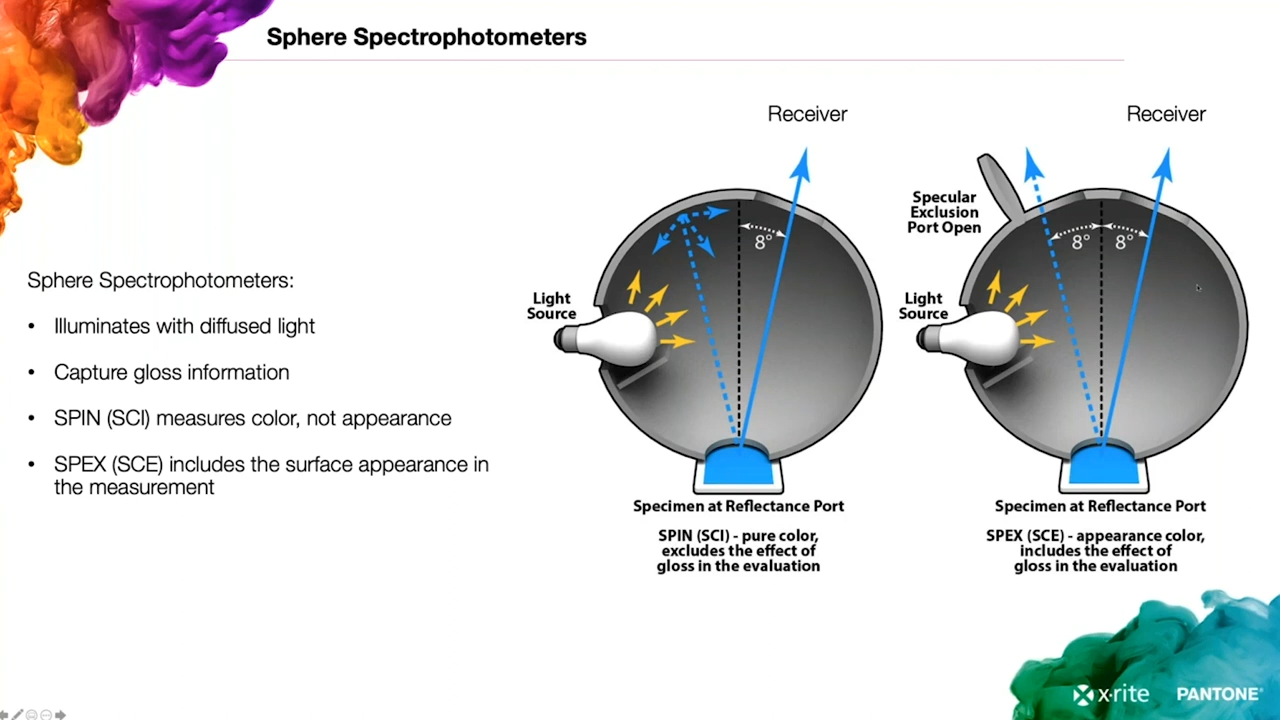 Sphere Spectrophotometers
Sphere Spectrophotometers:
• Illuminates with diffused light
• Capture gloss information
• SPIN (SCI) measures color, not appearance
• SPEX (SCE) includes the surface appearance in
the measurement
Receiver
8°
Light
Source
Specimen at Reflectance Port
SPIN (SCI) - pure color,
excludes the effect of
gloss in the evaluation
Receiver
Specular
Exclusion
Port Open
8°
8°
Light
Source
Specimen at Reflectance Port
SPEX (SCE) - appearance color,
includes the effect of
gloss in the evaluation
x·rite PANTONE®